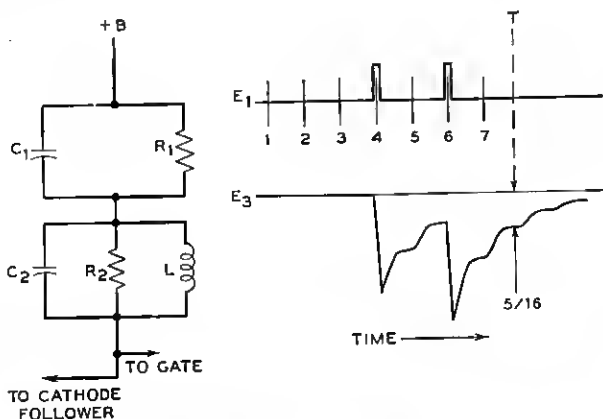 +B
C1
R1
C2
R2
L
TO GATE
TO CATHODE
FOLLOWER
T
E1
1 2 3 4 5 6 7
E3
5/16
TIME